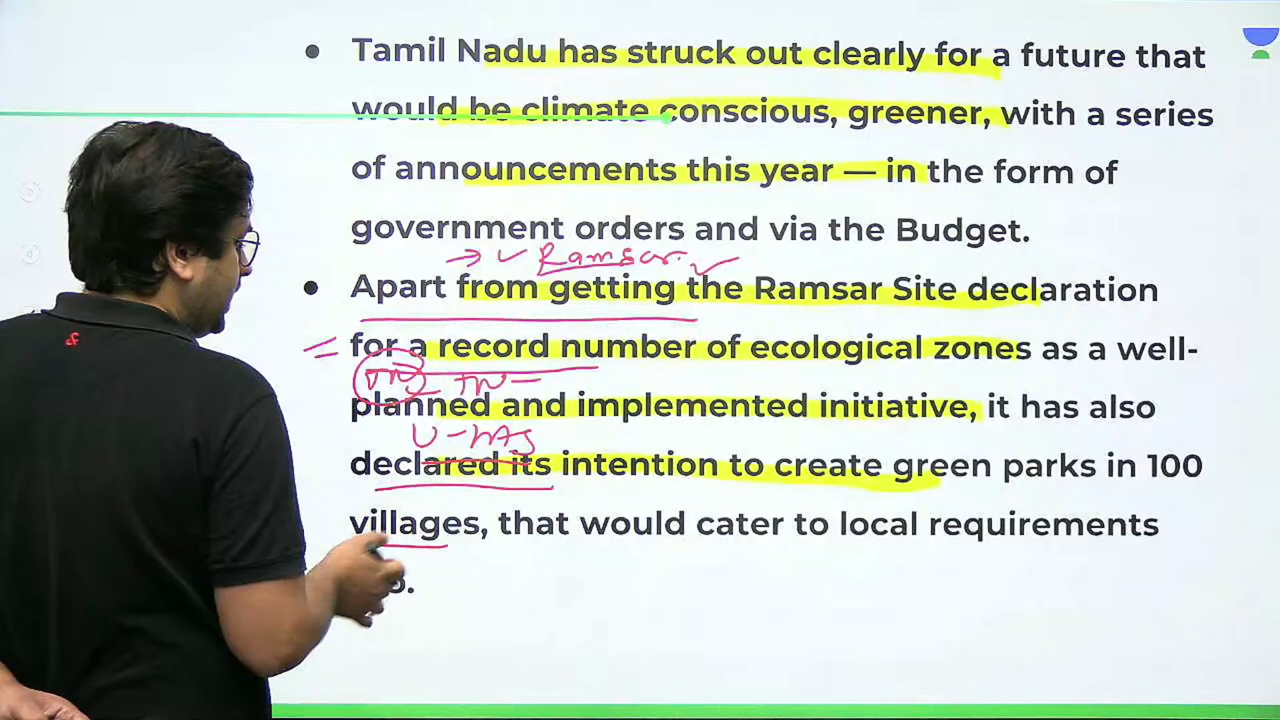 • Tamil Nadu has struck out clearly for a future that
would be climate conscious, greener, with a series
of announcements this year — in the form of
government orders and via the Budget.
→ ✓ Ramsar. ✓
• Apart from getting the Ramsar Site declaration
for a record number of ecological zones as a well-
TN - TN -
planned and implemented initiative, it has also
declared its intention to create green parks in 100
villages, that would cater to local requirements